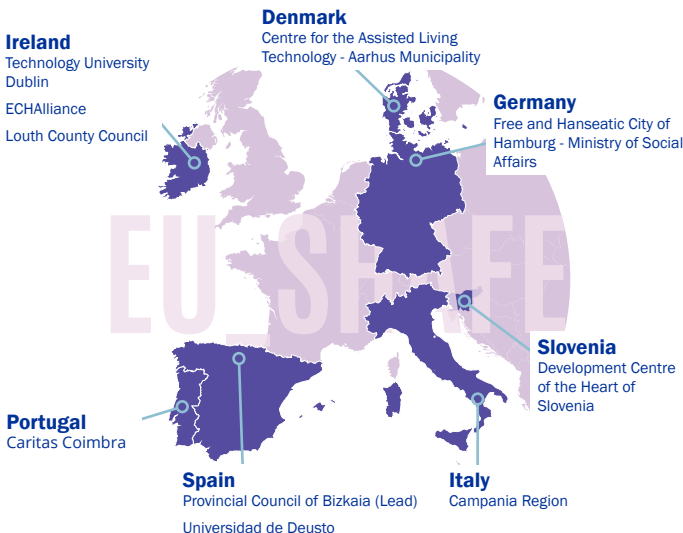 Denmark
Centre for the Assisted Living
Technology - Aarhus Municipality
Ireland
Technology University
Dublin
ECHAlliance
Louth County Council
Germany
Free and Hanseatic City of
Hamburg - Ministry of Social
Affairs
EU_SHAFE
Slovenia
Development Centre
of the Heart of
Slovenia
Portugal
Caritas Coimbra
Spain
Provincial Council of Bizkaia (Lead)
Universidad de Deusto
Italy
Campania Region